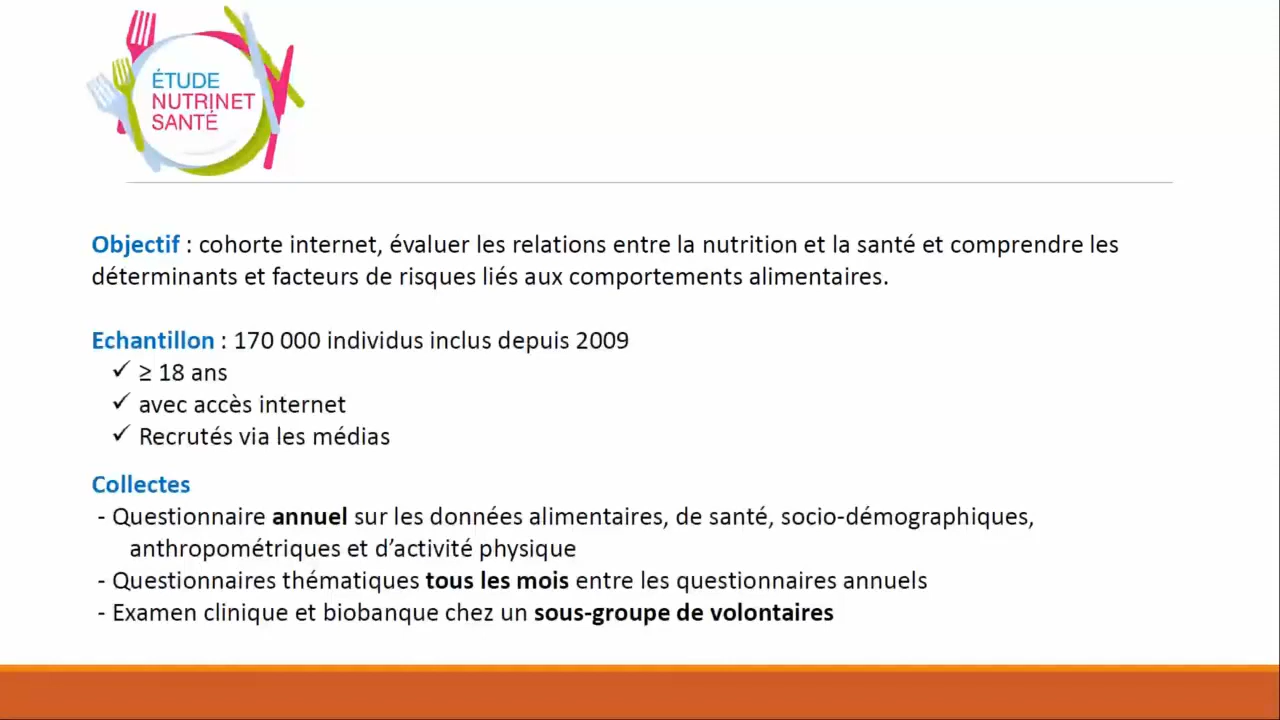 ÉTUDE
NUTRINET
SANTÉ
Objectif : cohorte internet, évaluer les relations entre la nutrition et la santé et comprendre les
déterminants et facteurs de risques liés aux comportements alimentaires.
Echantillon : 170 000 individus inclus depuis 2009
✓ ≥ 18 ans
✓ avec accès internet
✓ Recrutés via les médias
Collectes
- Questionnaire annuel sur les données alimentaires, de santé, socio-démographiques,
anthropométriques et d’activité physique
- Questionnaires thématiques tous les mois entre les questionnaires annuels
- Examen clinique et biobanque chez un sous-groupe de volontaires